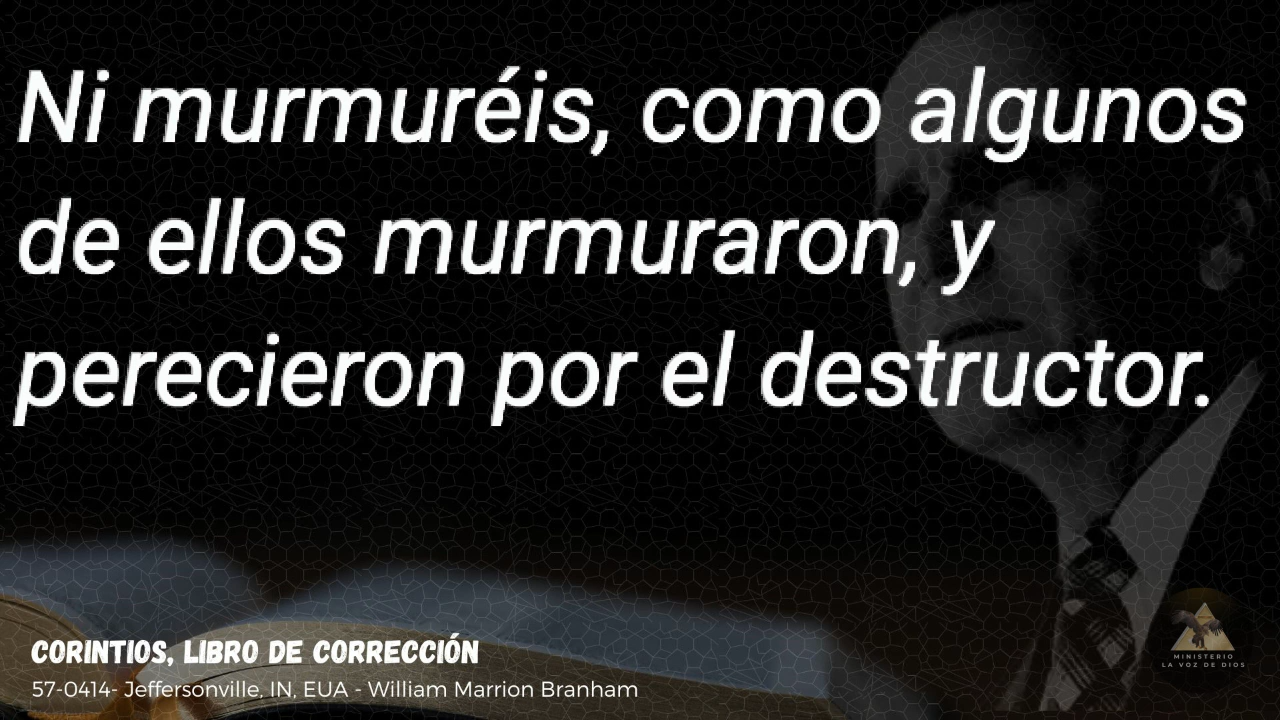 Ni murmuréis, como algunos
de ellos murmuraron, y
perecieron por el destructor.
CORINTIOS, LIBRO DE CORRECCIÓN
57-0414- Jeffersonville, IN, EUA - William Marrion Branham
MINISTERIO
LA VOZ DE DIOS